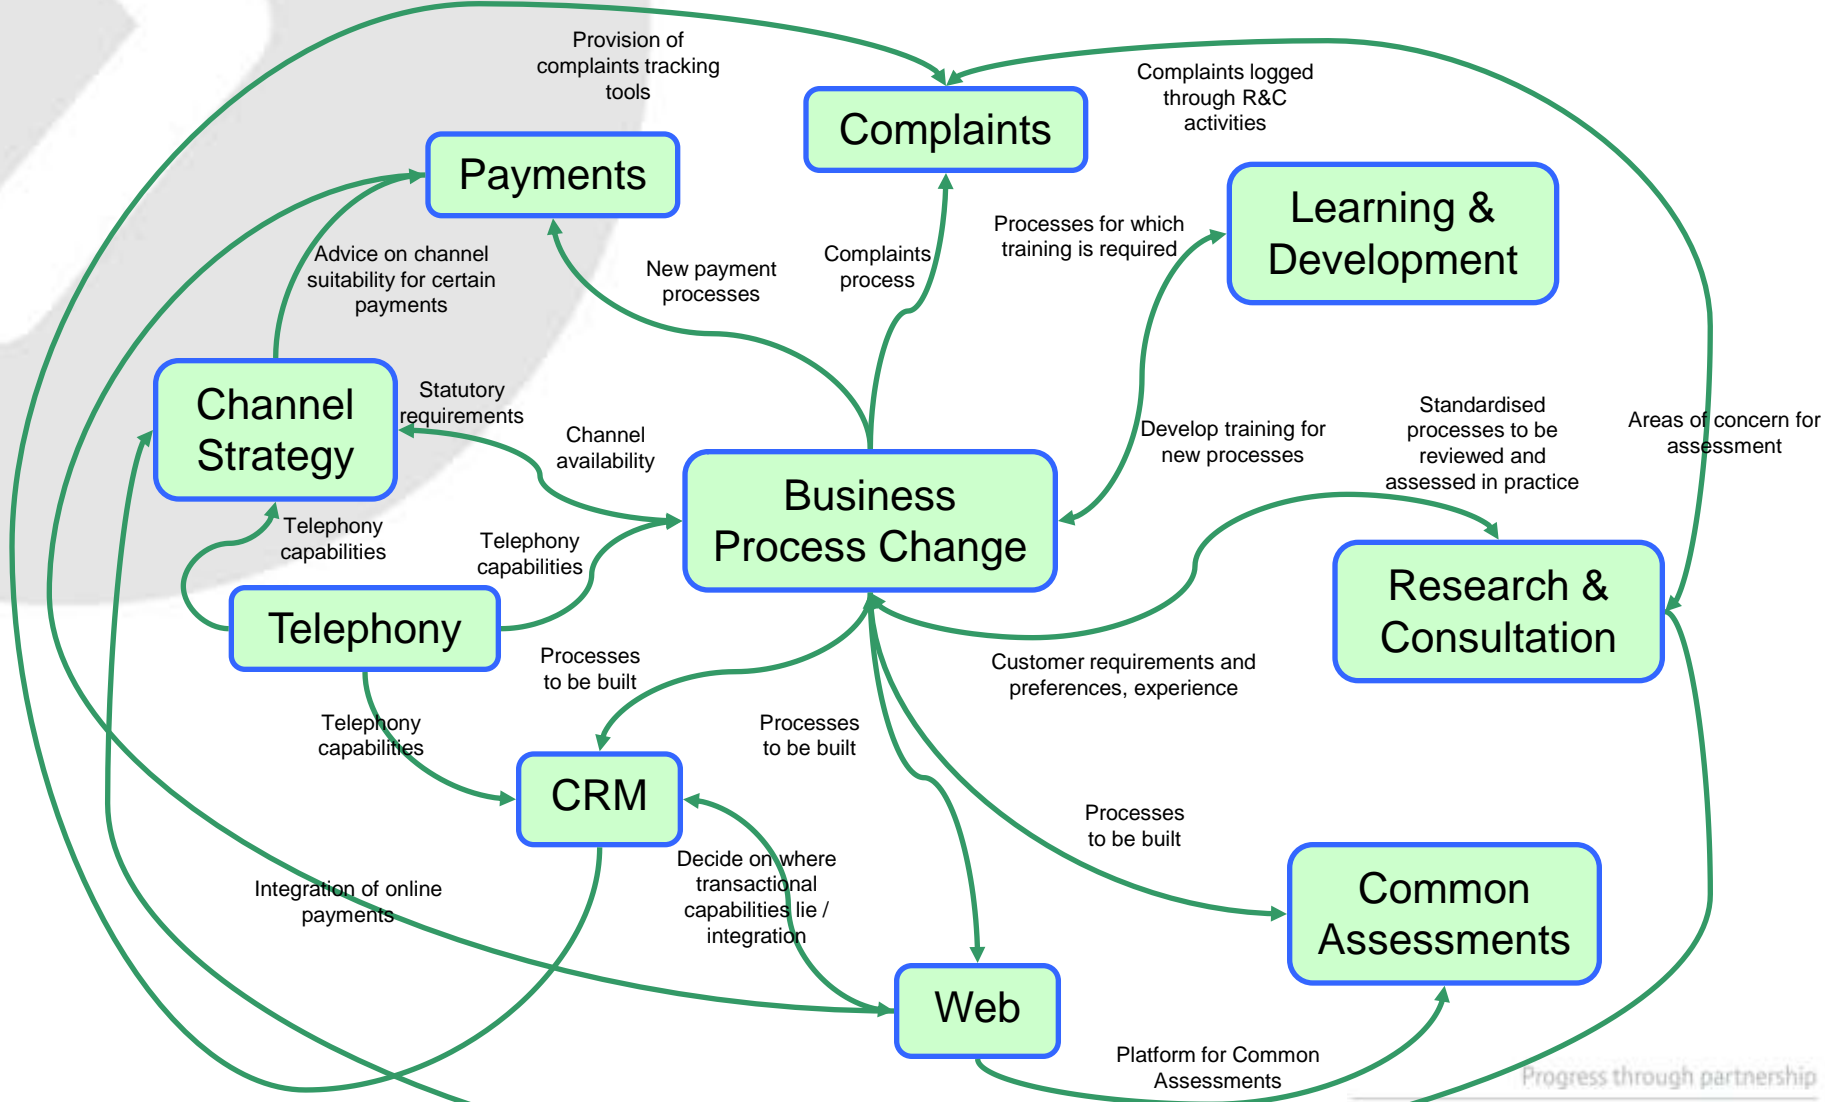 Provision of
complaints tracking
tools
Complaints
Complaints logged
through R&C
activities
Payments
Learning &
Development
Processes for which
training is required
Advice on channel
suitability for certain
payments
New payment
processes
Complaints
process
Channel
Strategy
Statutory
requirements
Channel
availability
Develop training for
new processes
Standardised
processes to be
reviewed and
assessed in practice
Areas of concern for
assessment
Business
Process Change
Telephony
capabilities
Telephony
capabilities
Telephony
Research &
Consultation
Processes
to be built
Customer requirements and
preferences, experience
Telephony
capabilities
Processes
to be built
CRM
Processes
to be built
Decide on where
transactional
capabilities lie /
integration
Integration of online
payments
Common
Assessments
Web
Platform for Common
Assessments
Progress through partnership